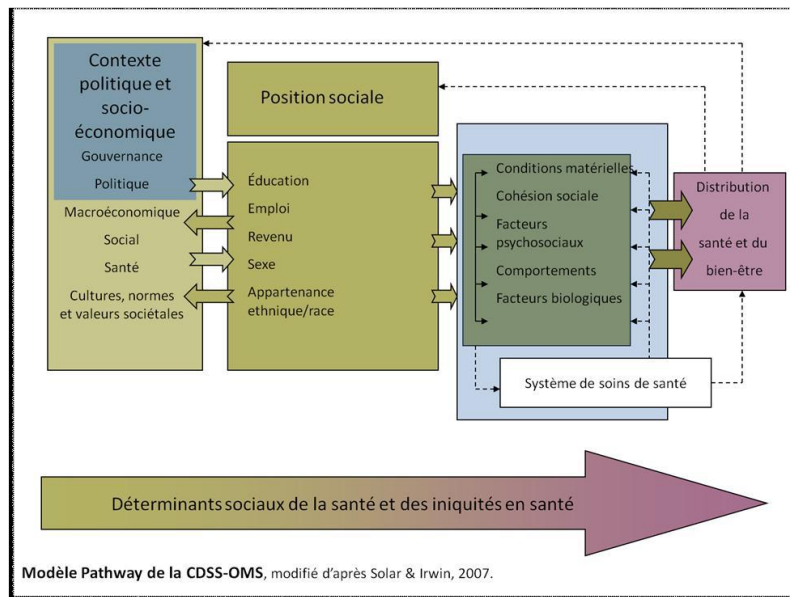 Contexte
politique et
socio-
économique
Gouvernance
Politique
Macroéconomique
Social
Santé
Cultures, normes
et valeurs sociétales
Position sociale
Éducation
Emploi
Revenu
Sexe
Appartenance
ethnique/race
Conditions matérielles
Cohésion sociale
Facteurs
psychosociaux
Comportements
Facteurs biologiques
Distribution
de la
santé et du
bien-être
Système de soins de santé
Déterminants sociaux de la santé et des iniquités en santé
Modèle Pathway de la CDSS-OMS, modifié d’après Solar & Irwin, 2007.